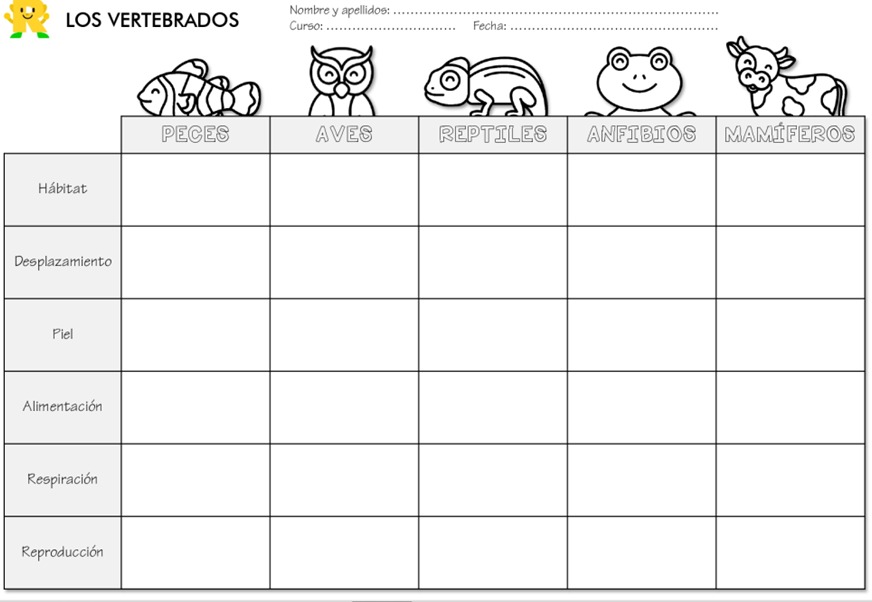 LOS VERTEBRADOS
Nombre y apellidos: ................................................................................
Curso: ................................ Fecha: ....................................................
PECES AVES REPTILES ANFIBIOS MAMÍFEROS
Hábitat
Desplazamiento
Piel
Alimentación
Respiración
Reproducción